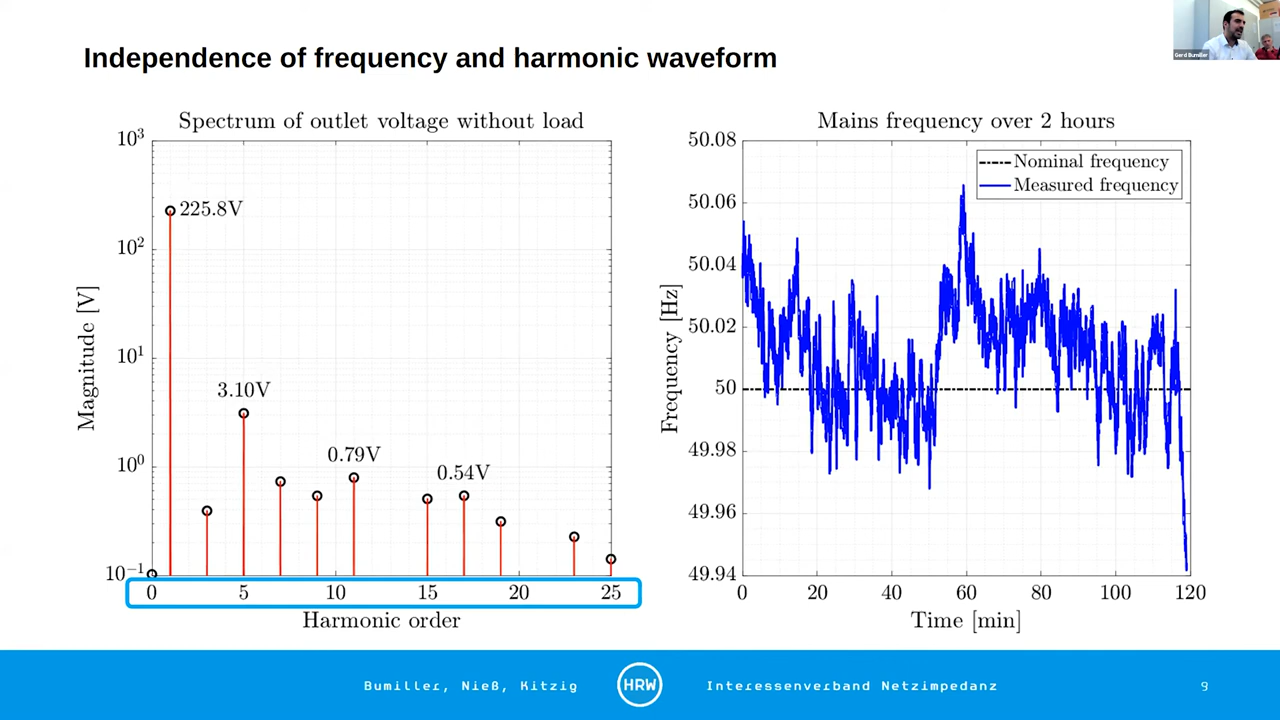 Gerd Bumiller
Independence of frequency and harmonic waveform
Spectrum of outlet voltage without load
10³
10²
10¹
10⁰
10⁻¹
Magnitude [V]
225.8V
3.10V
0.79V
0.54V
0 5 10 15 20 25
Harmonic order
Mains frequency over 2 hours
50.08
50.06
50.04
50.02
50
49.98
49.96
49.94
Frequency [Hz]
Nominal frequency
Measured frequency
0 20 40 60 80 100 120
Time [min]
Bumiller, Nieß, Kitzig
HRW
Interessenverband Netzimpedanz
9